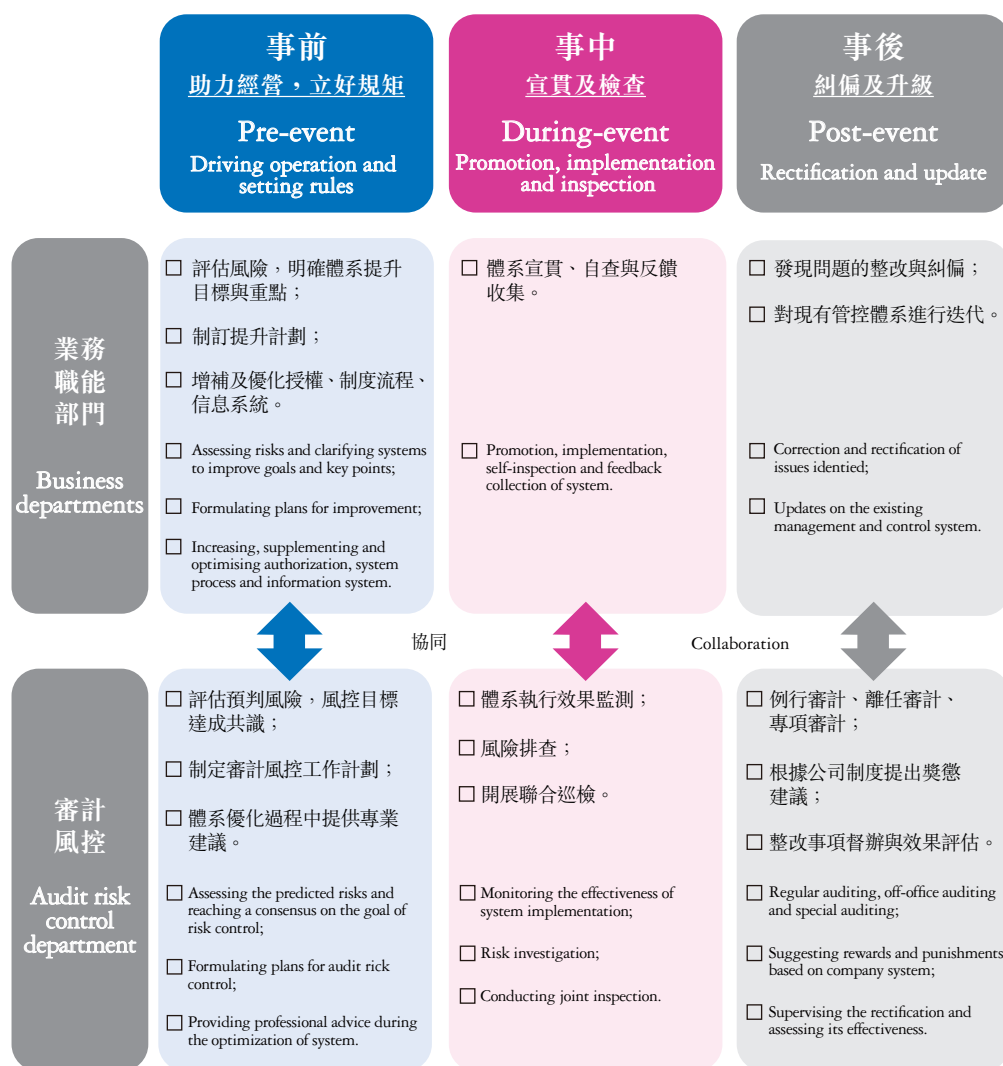 事前
助力經營，立好規矩
Pre-event
Driving operation and
setting rules
事中
宣貫及檢查
During-event
Promotion, implementation
and inspection
事後
糾偏及升級
Post-event
Rectification and update
業務
職能
部門
Business
departments
□ 評估風險，明確體系提升
目標與重點；
□ 制訂提升計劃；
□ 增補及優化授權、制度流程、
信息系統。
□ Assessing risks and clarifying systems
to improve goals and key points;
□ Formulating plans for improvement;
□ Increasing, supplementing and
optimising authorization, system
process and information system.
□ 體系宣貫、自查與反饋
收集。
□ Promotion, implementation,
self-inspection and feedback
collection of system.
□ 發現問題的整改與糾偏；
□ 對現有管控體系進行迭代。
□ Correction and rectification of
issues identied;
□ Updates on the existing
management and control system.
協同
Collaboration
審計
風控
Audit risk
control
department
□ 評估預判風險，風控目標
達成共識；
□ 制定審計風控工作計劃；
□ 體系優化過程中提供專業
建議。
□ Assessing the predicted risks and
reaching a consensus on the goal of
risk control;
□ Formulating plans for audit rick
control;
□ Providing professional advice during
the optimization of system.
□ 體系執行效果監測；
□ 風險排查；
□ 開展聯合巡檢。
□ Monitoring the effectiveness of
system implementation;
□ Risk investigation;
□ Conducting joint inspection.
□ 例行審計、離任審計、
專項審計；
□ 根據公司制度提出獎懲
建議；
□ 整改事項督辦與效果評估。
□ Regular auditing, off-office auditing
and special auditing;
□ Suggesting rewards and punishments
based on company system;
□ Supervising the rectification and
assessing its effectiveness.